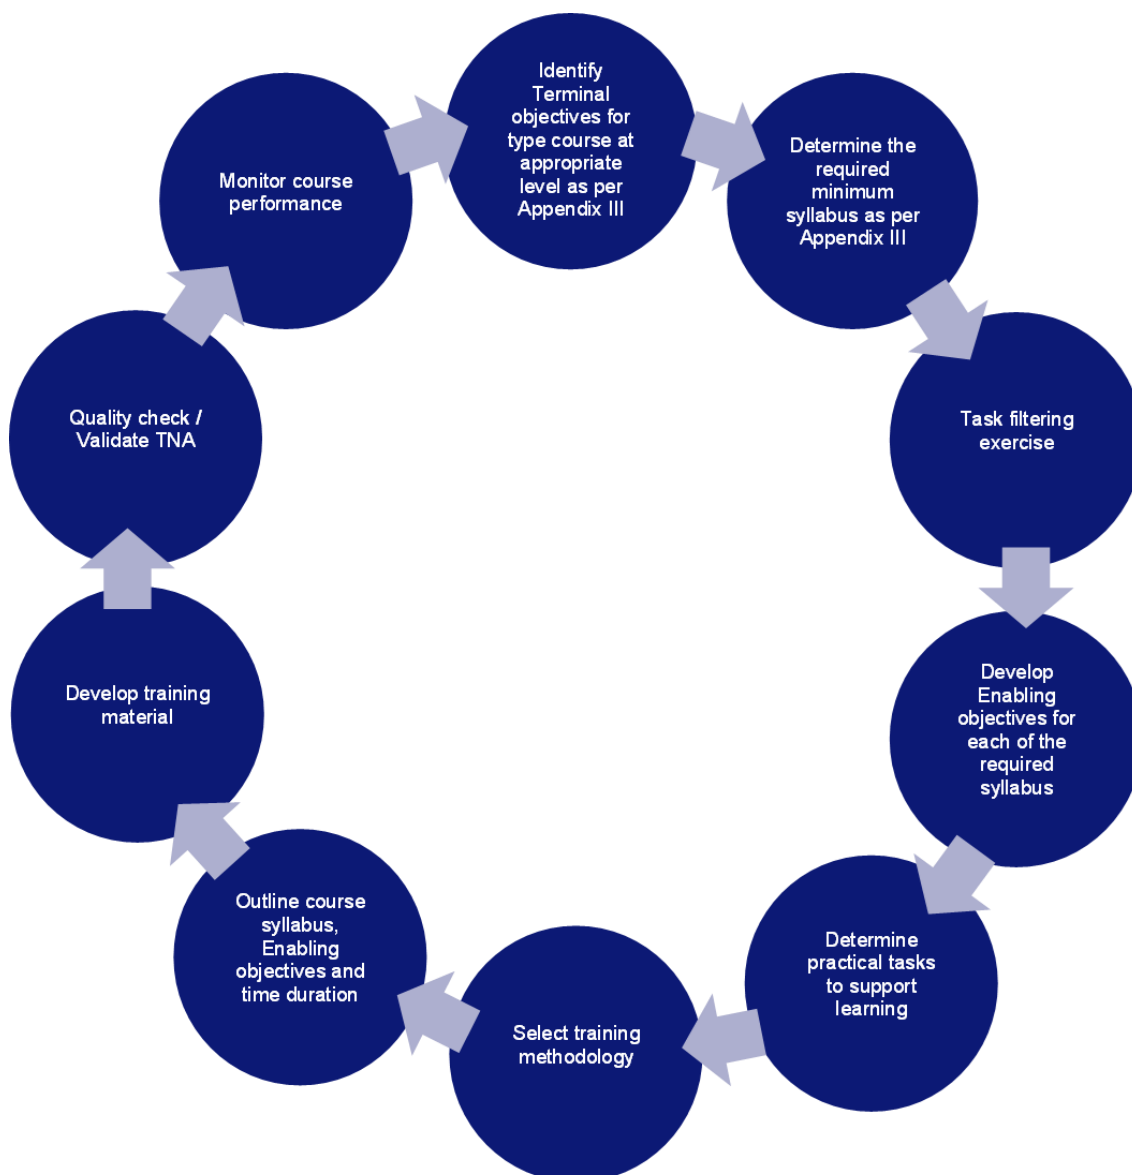 Identify
Terminal
objectives for
type course at
appropriate
level as per
Appendix III
Determine the
required
minimum
syllabus as per
Appendix III
Task filtering
exercise
Develop
Enabling
objectives for
each of the
required
syllabus
Determine
practical tasks
to support
learning
Select training
methodology
Outline course
syllabus,
Enabling
objectives and
time duration
Develop training
material
Quality check /
Validate TNA
Monitor course
performance